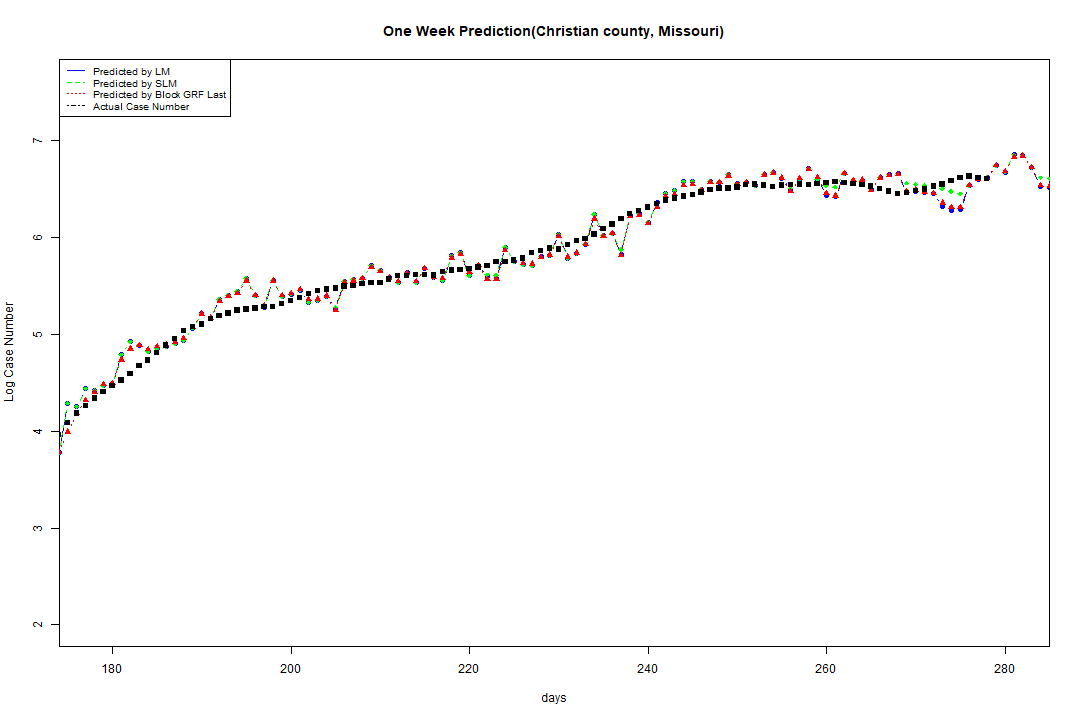 One Week Prediction(Christian county, Missouri)
Predicted by LM
Predicted by SLM
Predicted by Block GRF Last
Actual Case Number
7
6
5
4
3
2
Log Case Number
180 200 220 240 260 280
days